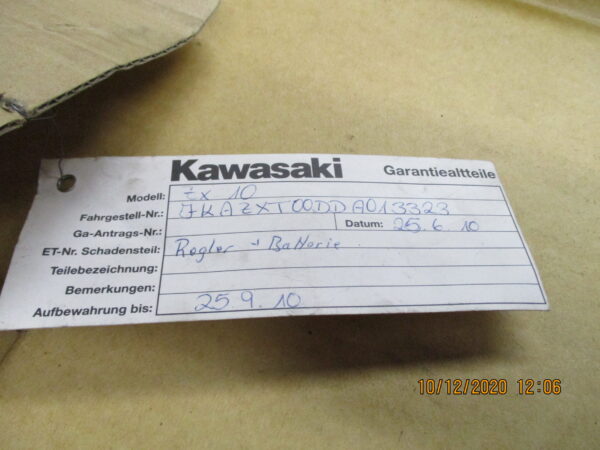 Kawasaki Garantiealtteile
Modell: ZX 10
Fahrgestell-Nr.: JKAZXT00DDA013323
Ga-Antrags-Nr.: Datum: 25.6.10
ET-Nr. Schadensteil: Regler + Batterie
Teilebezeichnung:
Bemerkungen:
Aufbewahrung bis: 25.9.10
10/12/2020 12:06